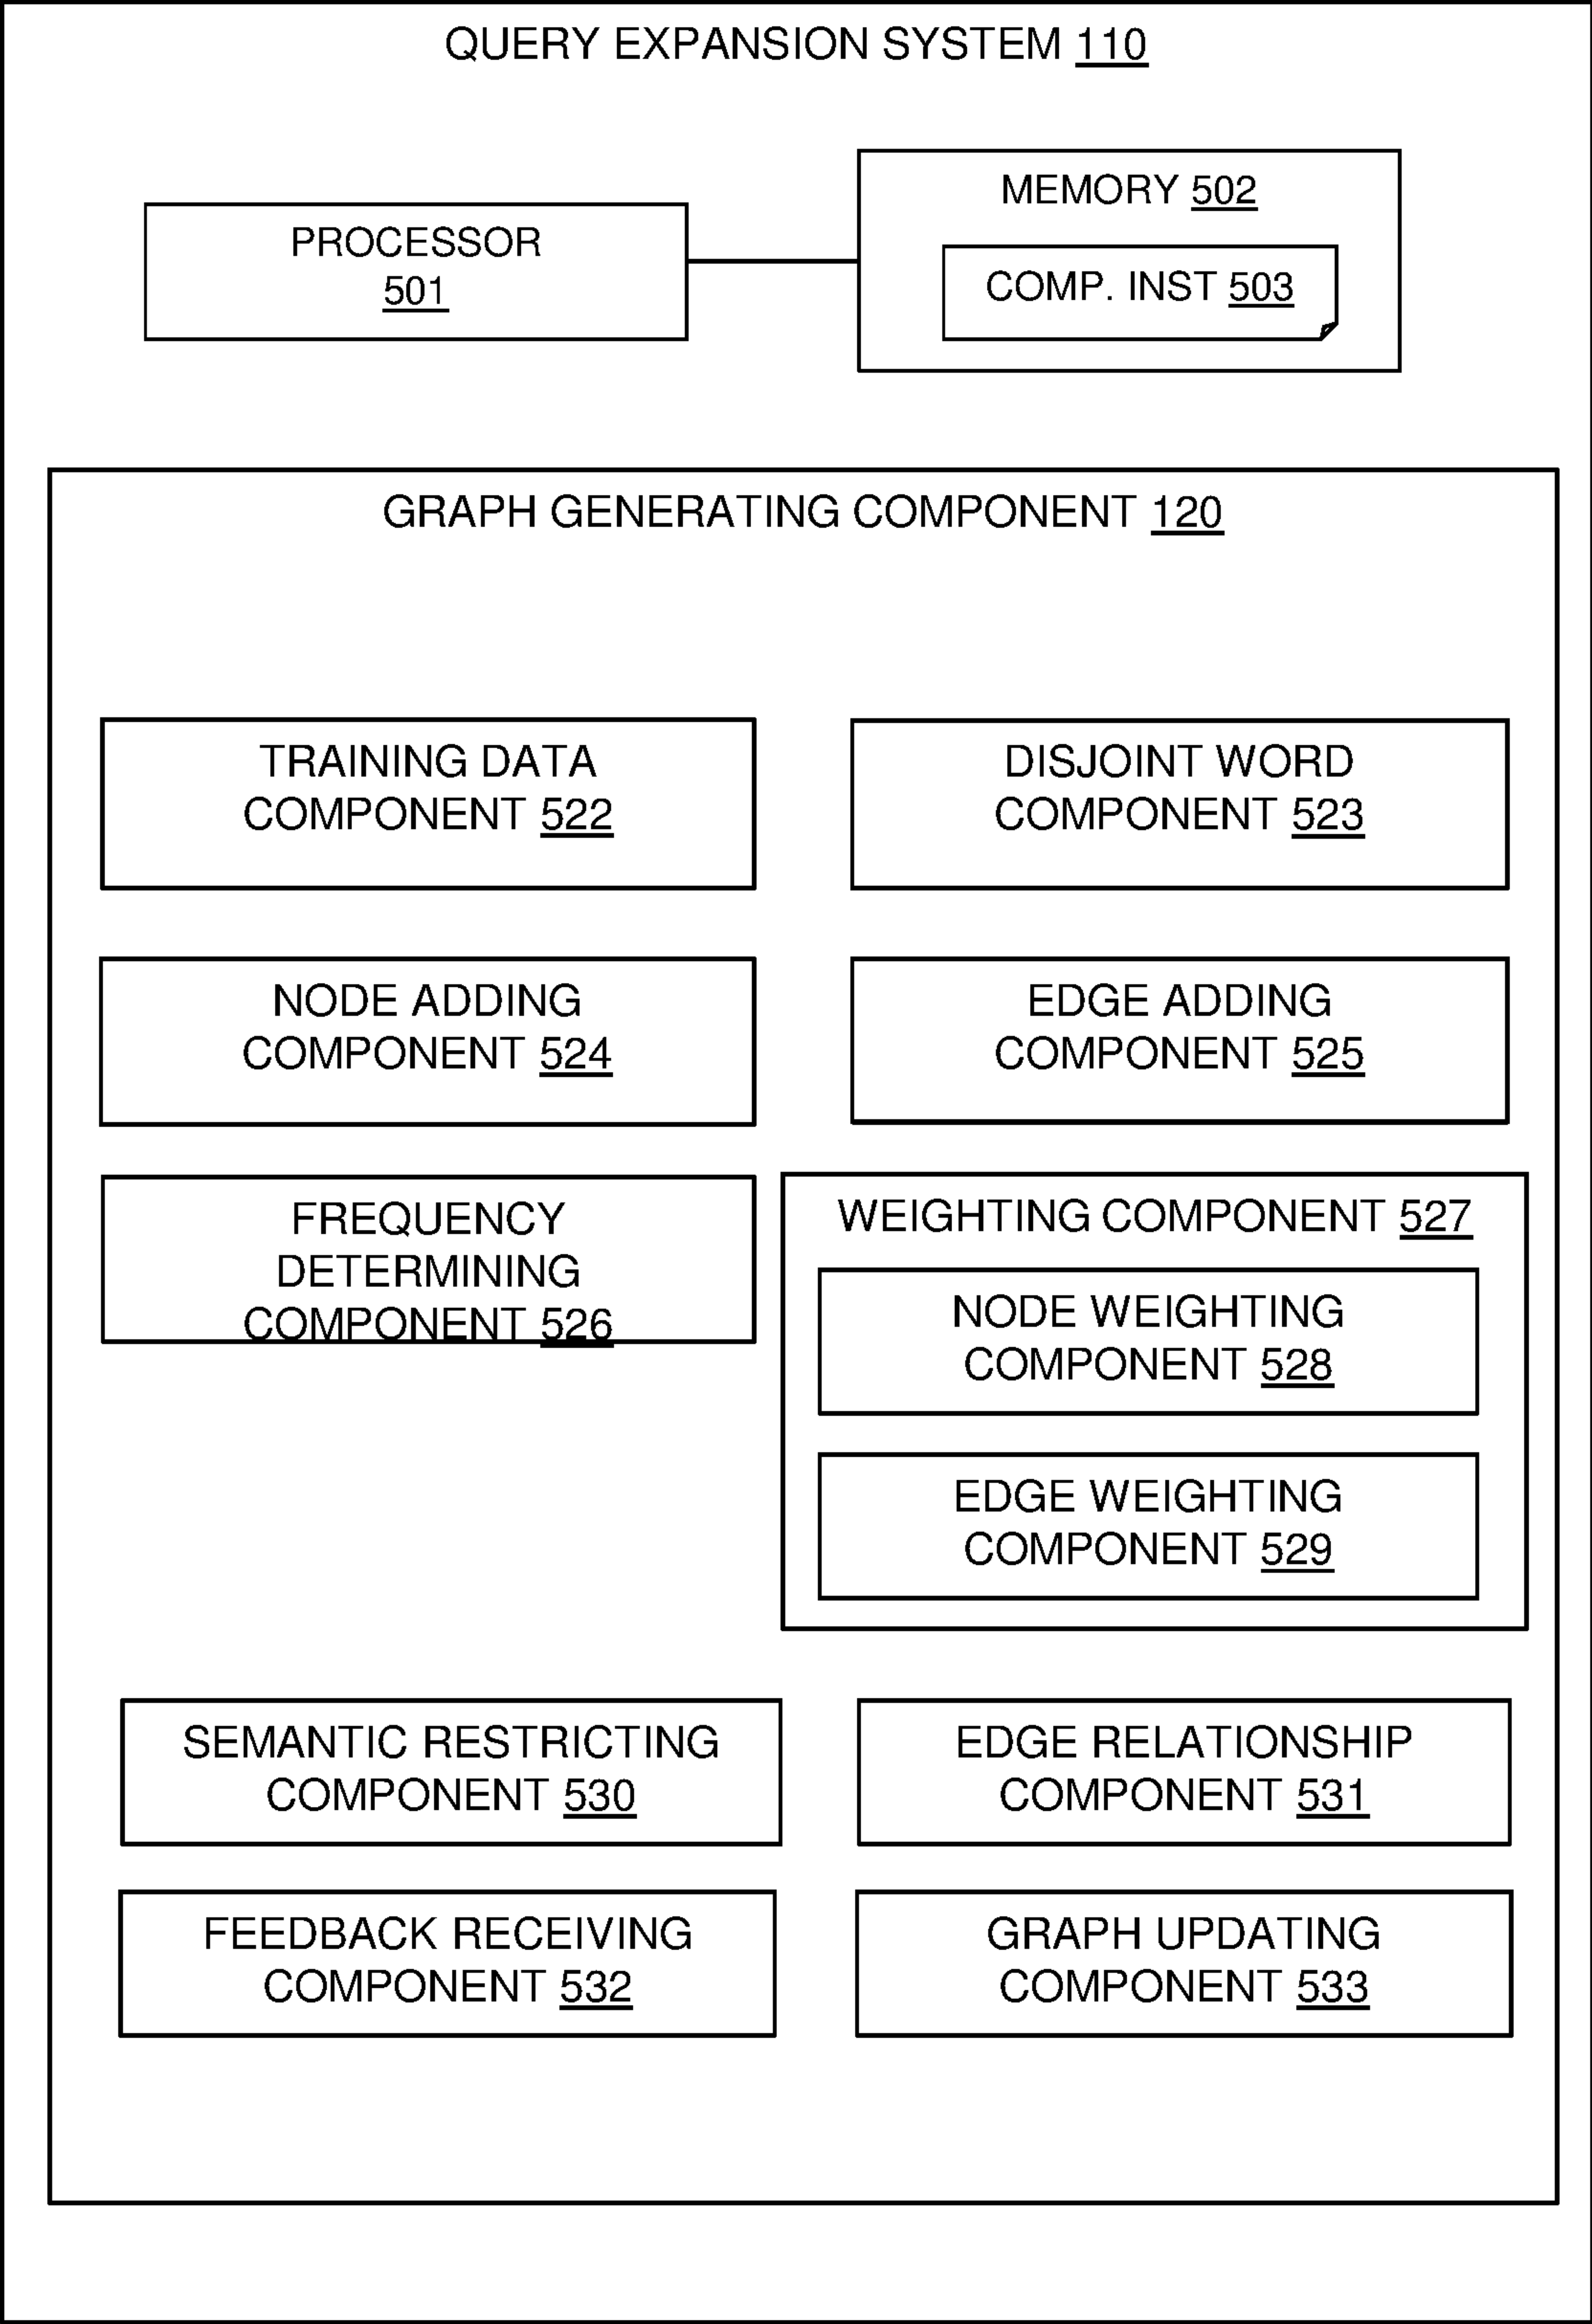 QUERY EXPANSION SYSTEM 110
PROCESSOR
501
MEMORY 502
COMP. INST 503
GRAPH GENERATING COMPONENT 120
TRAINING DATA
COMPONENT 522
DISJOINT WORD
COMPONENT 523
NODE ADDING
COMPONENT 524
EDGE ADDING
COMPONENT 525
FREQUENCY
DETERMINING
COMPONENT 526
WEIGHTING COMPONENT 527
NODE WEIGHTING
COMPONENT 528
EDGE WEIGHTING
COMPONENT 529
SEMANTIC RESTRICTING
COMPONENT 530
EDGE RELATIONSHIP
COMPONENT 531
FEEDBACK RECEIVING
COMPONENT 532
GRAPH UPDATING
COMPONENT 533